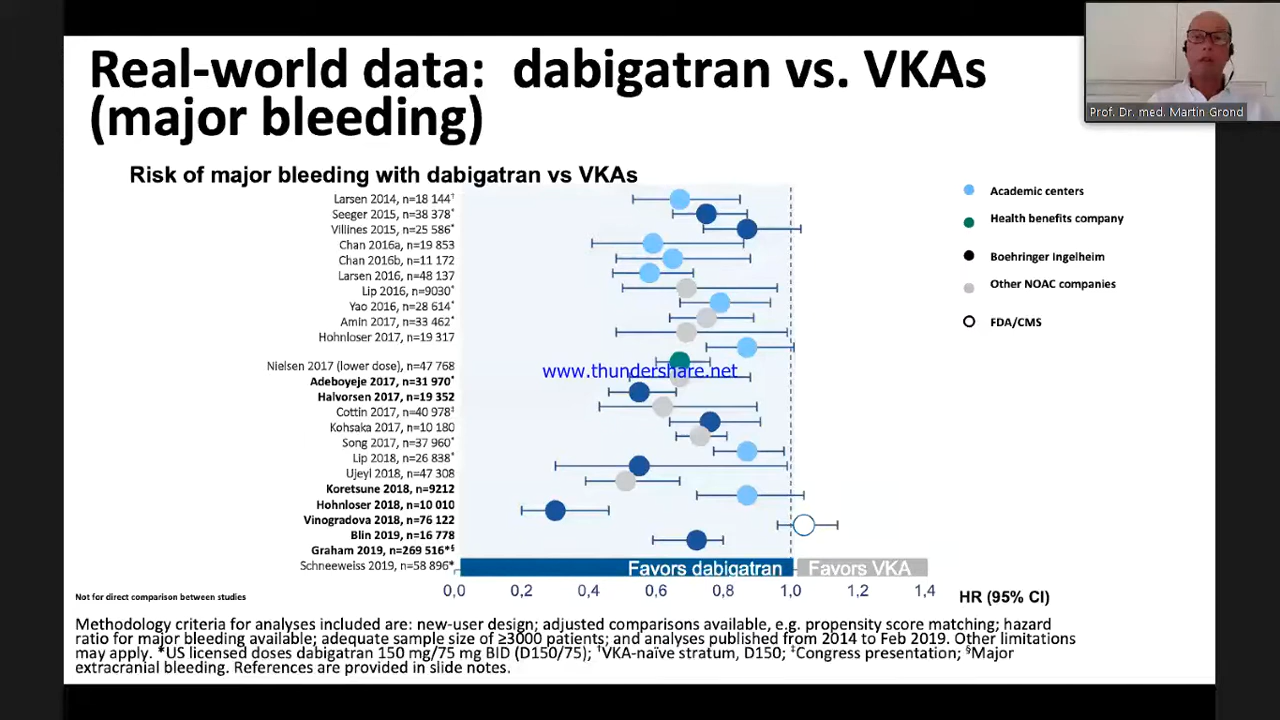 Real-world data: dabigatran vs. VKAs
(major bleeding)
Prof. Dr. med. Martin Grond
Risk of major bleeding with dabigatran vs VKAs
Larsen 2014, n=18 144†
Seeger 2015, n=38 378*
Villines 2015, n=25 586*
Chan 2016a, n=19 853
Chan 2016b, n=11 172
Larsen 2016, n=48 137
Lip 2016, n=9030*
Yao 2016, n=28 614*
Amin 2017, n=33 462*
Hohnloser 2017, n=19 317
Nielsen 2017 (lower dose), n=47 768
Adeboyeje 2017, n=31 970*
Halvorsen 2017, n=19 352
Cottin 2017, n=40 978‡
Kohsaka 2017, n=10 180
Song 2017, n=37 960*
Lip 2018, n=26 838*
Ujeyl 2018, n=47 308
Koretsune 2018, n=9212
Hohnloser 2018, n=10 010
Vinogradova 2018, n=76 122
Blin 2019, n=16 778
Graham 2019, n=269 516*§
Schneeweiss 2019, n=58 896*
www.thundershare.net
Academic centers
Health benefits company
Boehringer Ingelheim
Other NOAC companies
FDA/CMS
Favors dabigatran
Favors VKA
0,0 0,2 0,4 0,6 0,8 1,0 1,2 1,4
HR (95% CI)
Not for direct comparison between studies
Methodology criteria for analyses included are: new-user design; adjusted comparisons available, e.g. propensity score matching; hazard
ratio for major bleeding available; adequate sample size of ≥3000 patients; and analyses published from 2014 to Feb 2019. Other limitations
may apply. *US licensed doses dabigatran 150 mg/75 mg BID (D150/75); †VKA-naïve stratum, D150; ‡Congress presentation; §Major
extracranial bleeding. References are provided in slide notes.